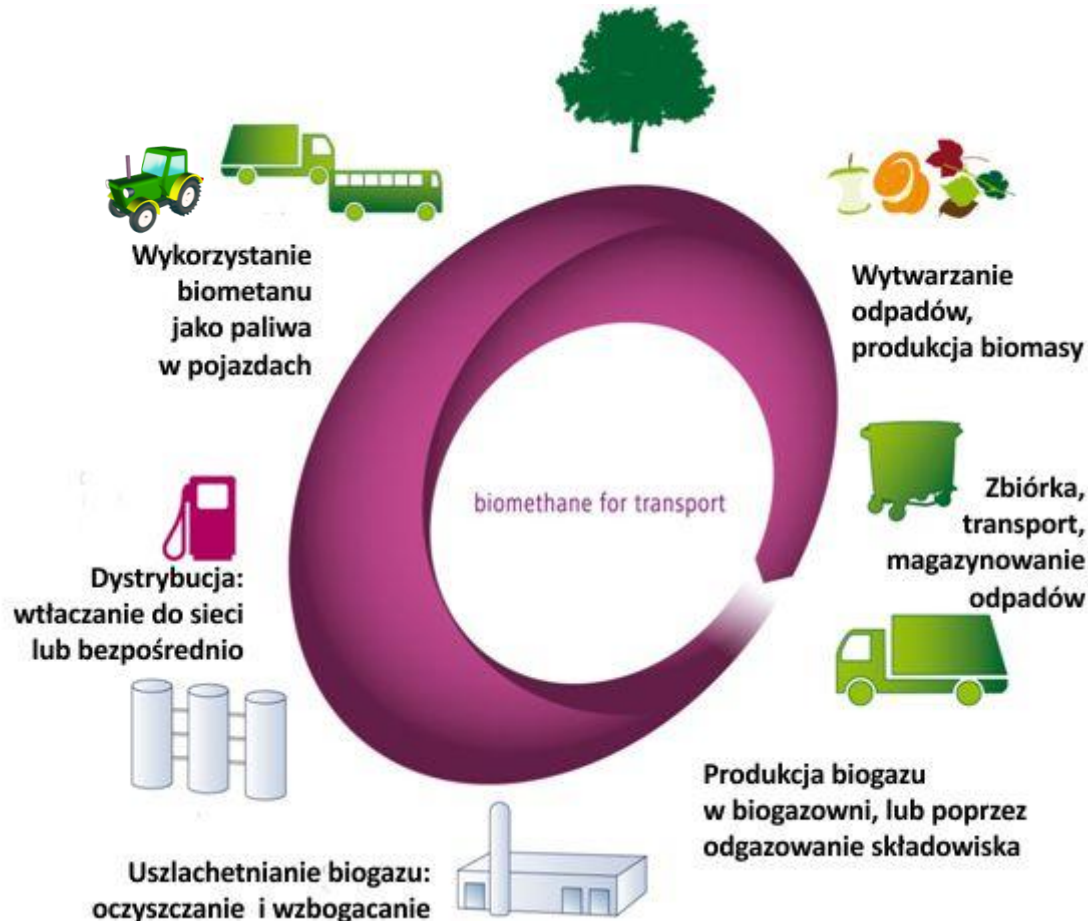 Wykorzystanie
biometanu
jako paliwa
w pojazdach
Wytwarzanie
odpadów,
produkcja biomasy
biomethane for transport
Zbiórka,
transport,
magazynowanie
odpadów
Dystrybucja:
wtłaczanie do sieci
lub bezpośrednio
Produkcja biogazu
w biogazowni, lub poprzez
odgazowanie składowiska
Uszlachetnianie biogazu:
oczyszczanie i wzbogacanie